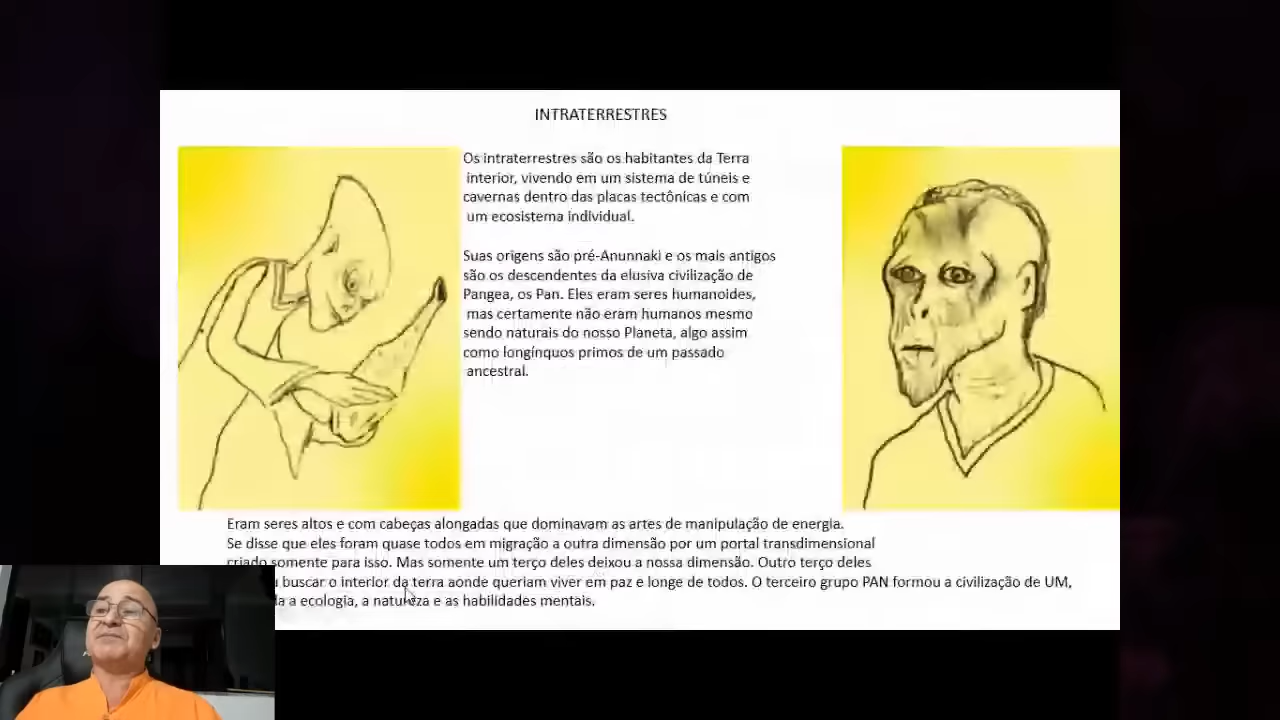 INTRATERRESTRES
Os intraterrestres são os habitantes da Terra
interior, vivendo em um sistema de túneis e
cavernas dentro das placas tectônicas e com
um ecosistema individual.
Suas origens são pré-Anunnaki e os mais antigos
são os descendentes da elusiva civilização de
Pangea, os Pan. Eles eram seres humanoides,
mas certamente não eram humanos mesmo
sendo naturais do nosso Planeta, algo assim
como longínquos primos de um passado
ancestral.
Eram seres altos e com cabeças alongadas que dominavam as artes de manipulação de energia.
Se disse que eles foram quase todos em migração a outra dimensão por um portal transdimensional
criado somente para isso. Mas somente um terço deles deixou a nossa dimensão. Outro terço deles
buscar o interior da terra aonde queriam viver em paz e longe de todos. O terceiro grupo PAN formou a civilização de UM,
a ecologia, a natureza e as habilidades mentais.